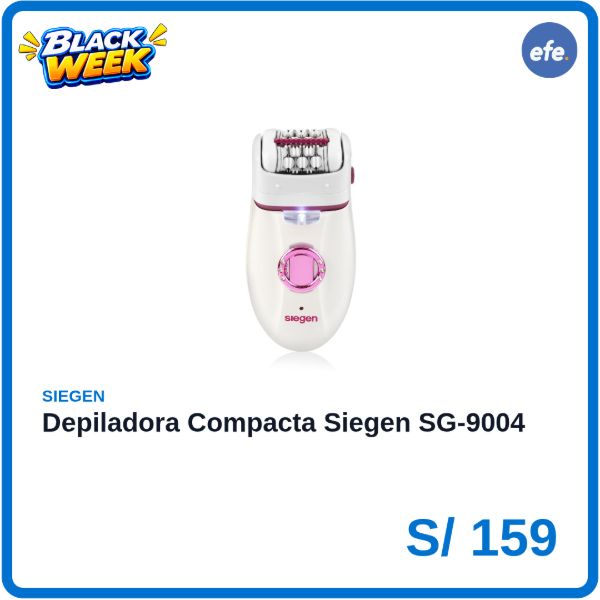 BLACK
WEEK
efe.
siegen
SIEGEN
Depiladora Compacta Siegen SG-9004
S/ 159